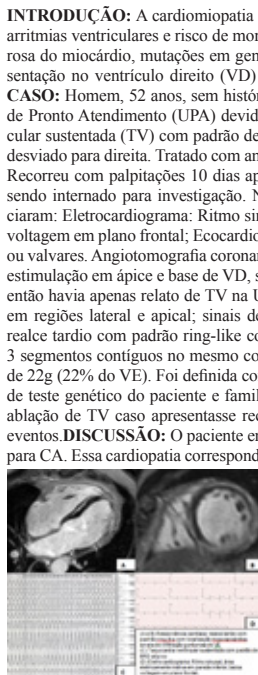 INTRODUÇÃO: A cardiomiopatia
arritmias ventriculares e risco de mor
rosa do miocárdio, mutações em gen
sentação no ventrículo direito (VD)
CASO: Homem, 52 anos, sem histór
de Pronto Atendimento (UPA) devid
cular sustentada (TV) com padrão de
desviado para direita. Tratado com an
Recorreu com palpitações 10 dias ap
sendo internado para investigação. N
ciaram: Eletrocardiograma: Ritmo sin
voltagem em plano frontal; Ecocardio
ou valvares. Angiotomografia coronar
estimulação em ápice e base de VD, s
então havia apenas relato de TV na U
em regiões lateral e apical; sinais de
realce tardio com padrão ring-like co
3 segmentos contíguos no mesmo co
de 22g (22% do VE). Foi definida co
de teste genético do paciente e famil
ablação de TV caso apresentasse rec
eventos.DISCUSSÃO: O paciente en
para CA. Essa cardiopatia correspond
A
B
C